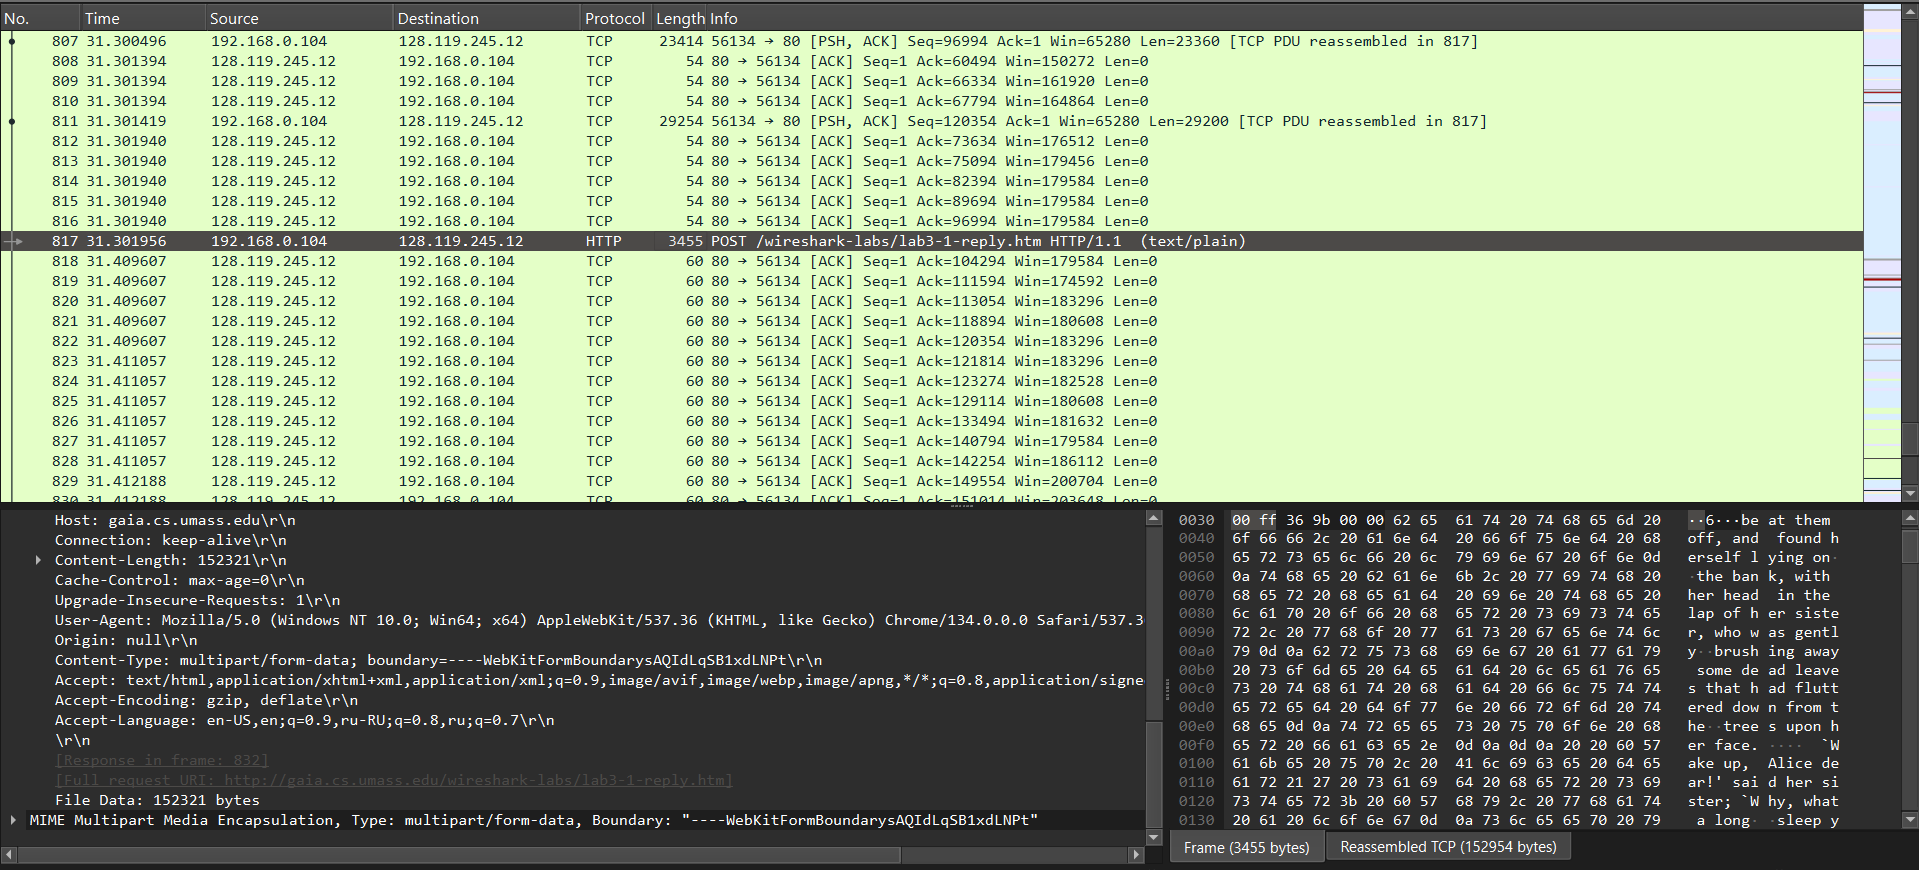 No. Time Source Destination Protocol Length Info
807 31.300496 192.168.0.104 128.119.245.12 TCP 23414 56134 → 80 [PSH, ACK] Seq=96994 Ack=1 Win=65280 Len=23360 [TCP PDU reassembled in 817]
808 31.301394 128.119.245.12 192.168.0.104 TCP 54 80 → 56134 [ACK] Seq=1 Ack=60494 Win=150272 Len=0
809 31.301394 128.119.245.12 192.168.0.104 TCP 54 80 → 56134 [ACK] Seq=1 Ack=66334 Win=161920 Len=0
810 31.301394 128.119.245.12 192.168.0.104 TCP 54 80 → 56134 [ACK] Seq=1 Ack=67794 Win=164864 Len=0
811 31.301419 192.168.0.104 128.119.245.12 TCP 29254 56134 → 80 [PSH, ACK] Seq=120354 Ack=1 Win=65280 Len=29200 [TCP PDU reassembled in 817]
812 31.301940 128.119.245.12 192.168.0.104 TCP 54 80 → 56134 [ACK] Seq=1 Ack=73634 Win=176512 Len=0
813 31.301940 128.119.245.12 192.168.0.104 TCP 54 80 → 56134 [ACK] Seq=1 Ack=75094 Win=179456 Len=0
814 31.301940 128.119.245.12 192.168.0.104 TCP 54 80 → 56134 [ACK] Seq=1 Ack=82394 Win=179584 Len=0
815 31.301940 128.119.245.12 192.168.0.104 TCP 54 80 → 56134 [ACK] Seq=1 Ack=89694 Win=179584 Len=0
816 31.301940 128.119.245.12 192.168.0.104 TCP 54 80 → 56134 [ACK] Seq=1 Ack=96994 Win=179584 Len=0
817 31.301956 192.168.0.104 128.119.245.12 HTTP 3455 POST /wireshark-labs/lab3-1-reply.htm HTTP/1.1  (text/plain)
818 31.409607 128.119.245.12 192.168.0.104 TCP 60 80 → 56134 [ACK] Seq=1 Ack=104294 Win=179584 Len=0
819 31.409607 128.119.245.12 192.168.0.104 TCP 60 80 → 56134 [ACK] Seq=1 Ack=111594 Win=174592 Len=0
820 31.409607 128.119.245.12 192.168.0.104 TCP 60 80 → 56134 [ACK] Seq=1 Ack=113054 Win=183296 Len=0
821 31.409607 128.119.245.12 192.168.0.104 TCP 60 80 → 56134 [ACK] Seq=1 Ack=118894 Win=180608 Len=0
822 31.409607 128.119.245.12 192.168.0.104 TCP 60 80 → 56134 [ACK] Seq=1 Ack=120354 Win=183296 Len=0
823 31.411057 128.119.245.12 192.168.0.104 TCP 60 80 → 56134 [ACK] Seq=1 Ack=121814 Win=183296 Len=0
824 31.411057 128.119.245.12 192.168.0.104 TCP 60 80 → 56134 [ACK] Seq=1 Ack=123274 Win=182528 Len=0
825 31.411057 128.119.245.12 192.168.0.104 TCP 60 80 → 56134 [ACK] Seq=1 Ack=129114 Win=180608 Len=0
826 31.411057 128.119.245.12 192.168.0.104 TCP 60 80 → 56134 [ACK] Seq=1 Ack=133494 Win=181632 Len=0
827 31.411057 128.119.245.12 192.168.0.104 TCP 60 80 → 56134 [ACK] Seq=1 Ack=140794 Win=179584 Len=0
828 31.411057 128.119.245.12 192.168.0.104 TCP 60 80 → 56134 [ACK] Seq=1 Ack=142254 Win=186112 Len=0
829 31.412188 128.119.245.12 192.168.0.104 TCP 60 80 → 56134 [ACK] Seq=1 Ack=149554 Win=200704 Len=0
830 31.412188 128.119.245.12 192.168.0.104 TCP 60 80 → 56134 [ACK] Seq=1 Ack=151014 Win=203648 Len=0
Host: gaia.cs.umass.edu\r\n
Connection: keep-alive\r\n
Content-Length: 152321\r\n
Cache-Control: max-age=0\r\n
Upgrade-Insecure-Requests: 1\r\n
User-Agent: Mozilla/5.0 (Windows NT 10.0; Win64; x64) AppleWebKit/537.36 (KHTML, like Gecko) Chrome/134.0.0.0 Safari/537.3
Origin: null\r\n
Content-Type: multipart/form-data; boundary=----WebKitFormBoundarysAQIdLqSB1xdLNPt\r\n
Accept: text/html,application/xhtml+xml,application/xml;q=0.9,image/avif,image/webp,image/apng,*/*;q=0.8,application/signe
Accept-Encoding: gzip, deflate\r\n
Accept-Language: en-US,en;q=0.9,ru-RU;q=0.8,ru;q=0.7\r\n
\r\n
[Response in frame: 832]
[Full request URI: http://gaia.cs.umass.edu/wireshark-labs/lab3-1-reply.htm]
File Data: 152321 bytes
MIME Multipart Media Encapsulation, Type: multipart/form-data, Boundary: "----WebKitFormBoundarysAQIdLqSB1xdLNPt"
0030 00 ff 36 9b 00 00 62 65 61 74 20 74 68 65 6d 20 ··6···be at them
0040 6f 66 66 2c 20 61 6e 64 20 66 6f 75 6e 64 20 68 off, and  found h
0050 65 72 73 65 6c 66 20 6c 79 69 6e 67 20 6f 6e 0d erself l ying on·
0060 0a 74 68 65 20 62 61 6e 6b 2c 20 77 69 74 68 20 ·the ban k, with
0070 68 65 72 20 68 65 61 64 20 69 6e 20 74 68 65 20 her head  in the
0080 6c 61 70 20 6f 66 20 68 65 72 20 73 69 73 74 65 lap of h er siste
0090 72 2c 20 77 68 6f 20 77 61 73 20 67 65 6e 74 6c r, who w as gentl
00a0 79 0d 0a 62 72 75 73 68 69 6e 67 20 61 77 61 79 y··brush ing away
00b0 20 73 6f 6d 65 20 64 65 61 64 20 6c 65 61 76 65 some de ad leave
00c0 73 20 74 68 61 74 20 68 61 64 20 66 6c 75 74 74 s that h ad flutt
00d0 65 72 65 64 20 64 6f 77 6e 20 66 72 6f 6d 20 74 ered dow n from t
00e0 68 65 0d 0a 74 72 65 65 73 20 75 70 6f 6e 20 68 he··tree s upon h
00f0 65 72 20 66 61 63 65 2e 0d 0a 0d 0a 20 20 60 57 er face. ····  `W
0100 61 6b 65 20 75 70 2c 20 41 6c 69 63 65 20 64 65 ake up,  Alice de
0110 61 72 21 27 20 73 61 69 64 20 68 65 72 20 73 69 ar!' sai d her si
0120 73 74 65 72 3b 20 60 57 68 79 2c 20 77 68 61 74 ster; `W hy, what
0130 20 61 20 6c 6f 6e 67 0d 0a 73 6c 65 65 70 20 79 a long· ·sleep y
Frame (3455 bytes) Reassembled TCP (152954 bytes)